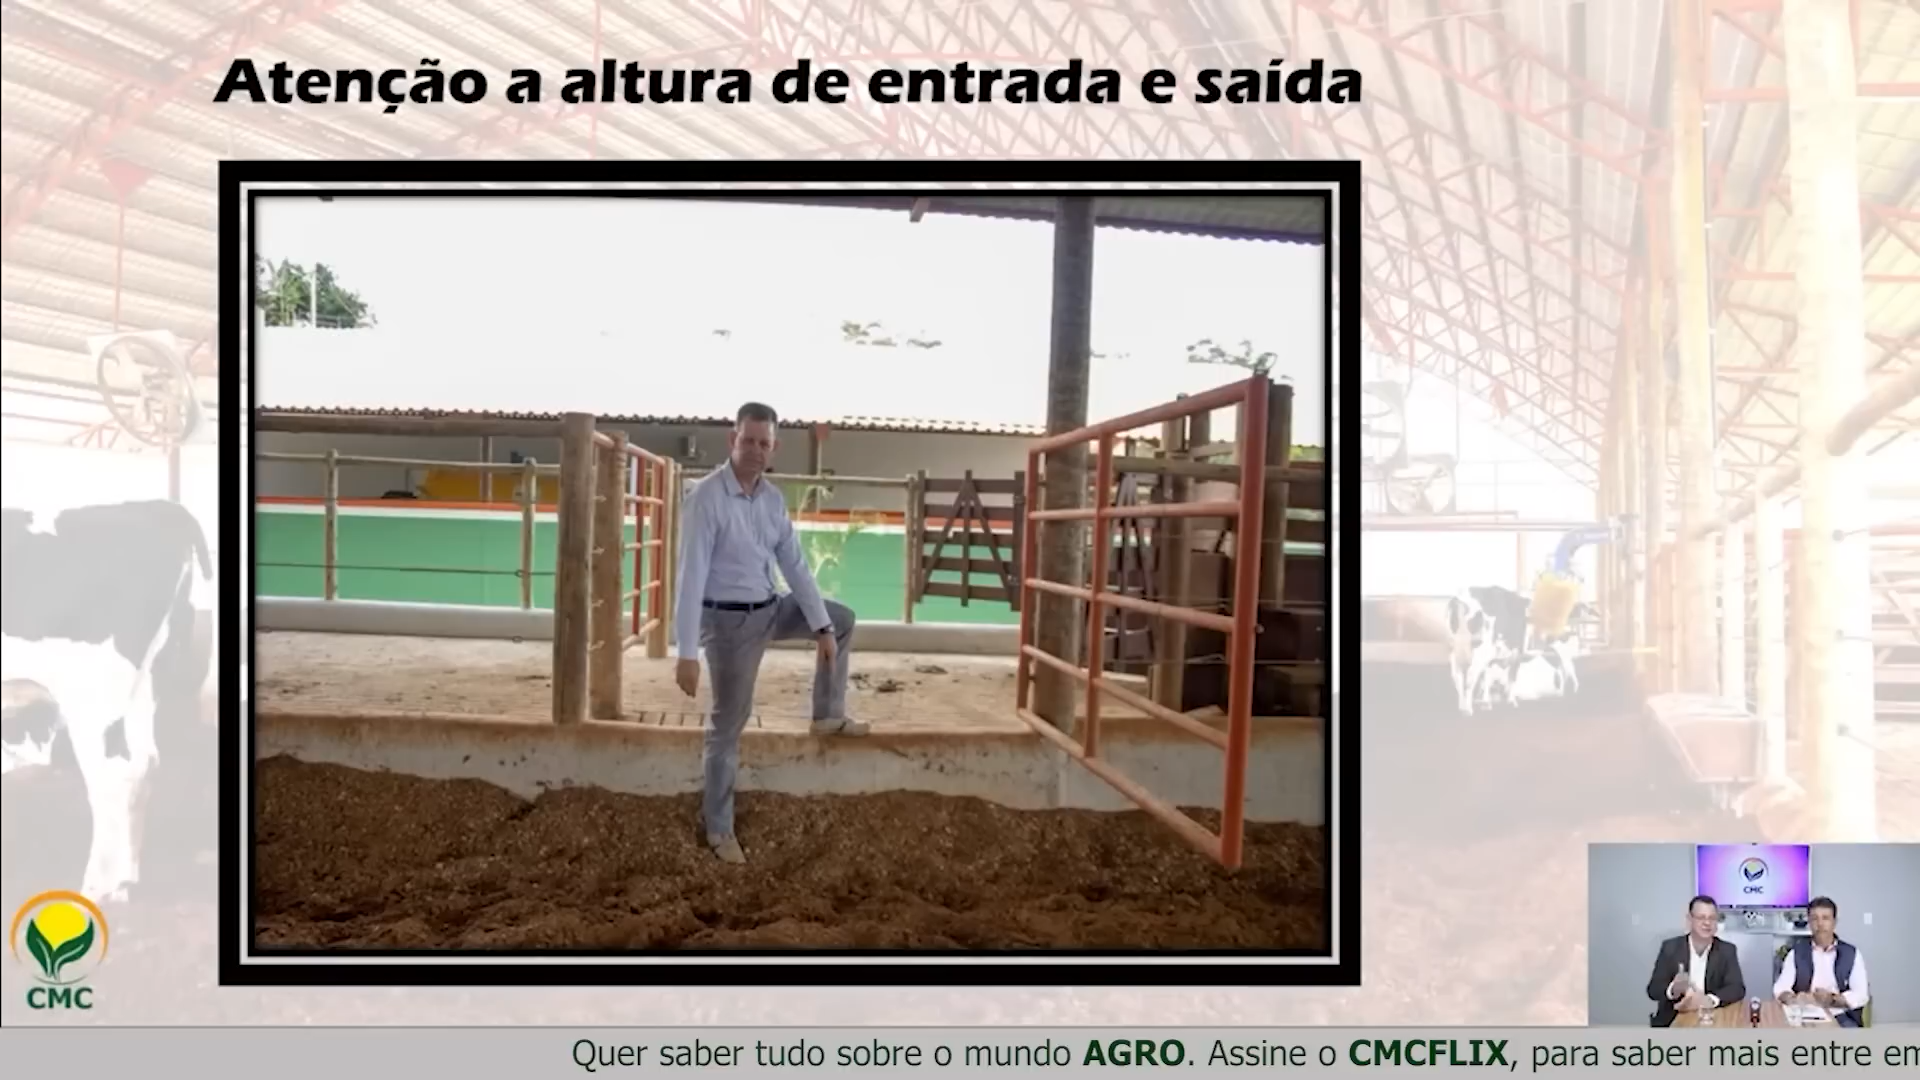 Atenção a altura de entrada e saída
CMC
CMC
Quer saber tudo sobre o mundo AGRO. Assine o CMCFLIX, para saber mais entre em